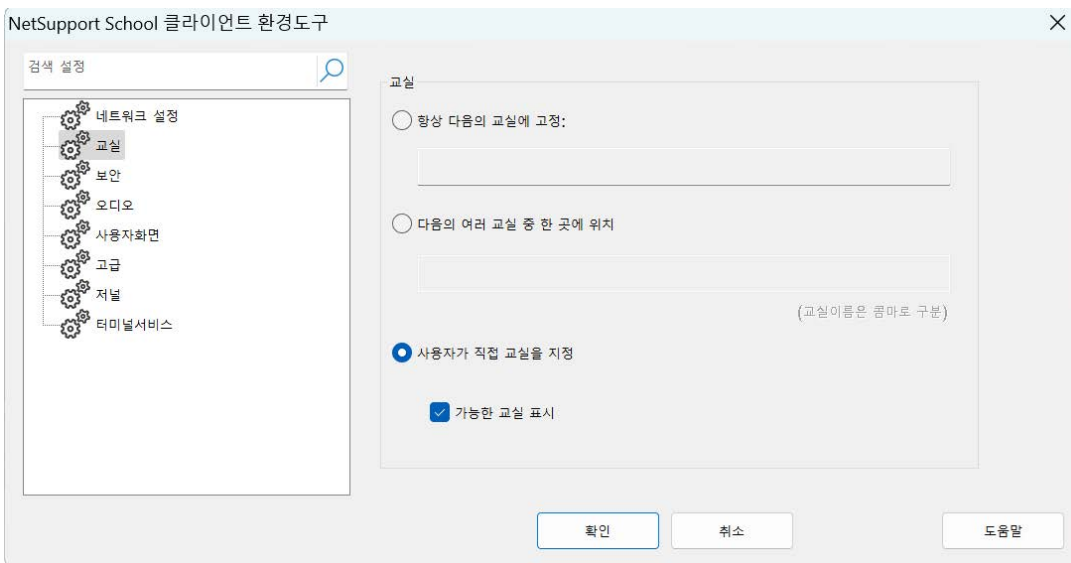 NetSupport School 클라이언트 환경도구
검색 설정
네트워크 설정
교실
보안
오디오
사용자화면
고급
저널
터미널서비스
교실
항상 다음의 교실에 고정:
다음의 여러 교실 중 한 곳에 위치
(교실이름은 콤마로 구분)
사용자가 직접 교실을 지정
가능한 교실 표시
확인
취소
도움말